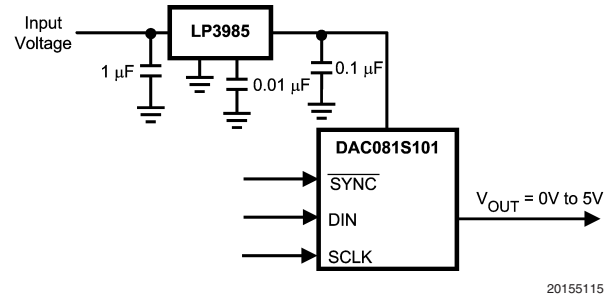 Input
Voltage
LP3985
1 μF
0.01 μF
0.1 μF
DAC081S101
SYNC
DIN
SCLK
VOUT = 0V to 5V
20155115